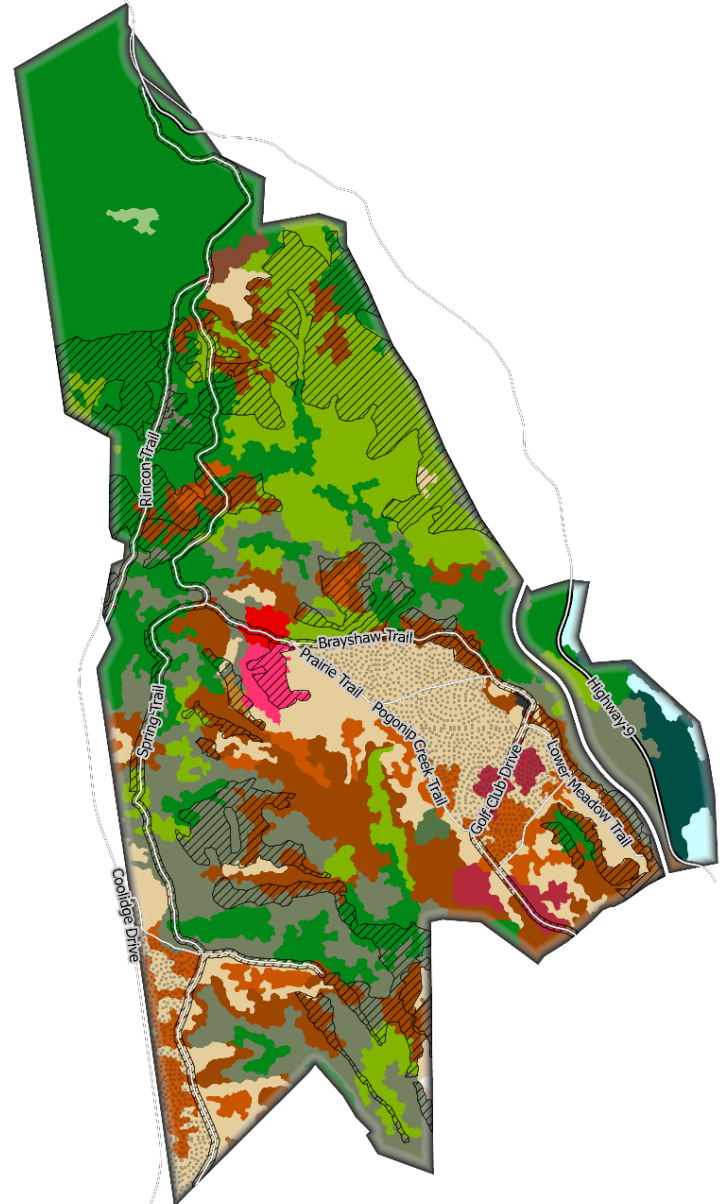 Rincon Trail
Brayshaw Trail
Prairie Trail
Pogonip Creek Trail
Spring Trail
Highway 9
Golf Club Drive
Lower Meadow Trail
Coolidge Drive